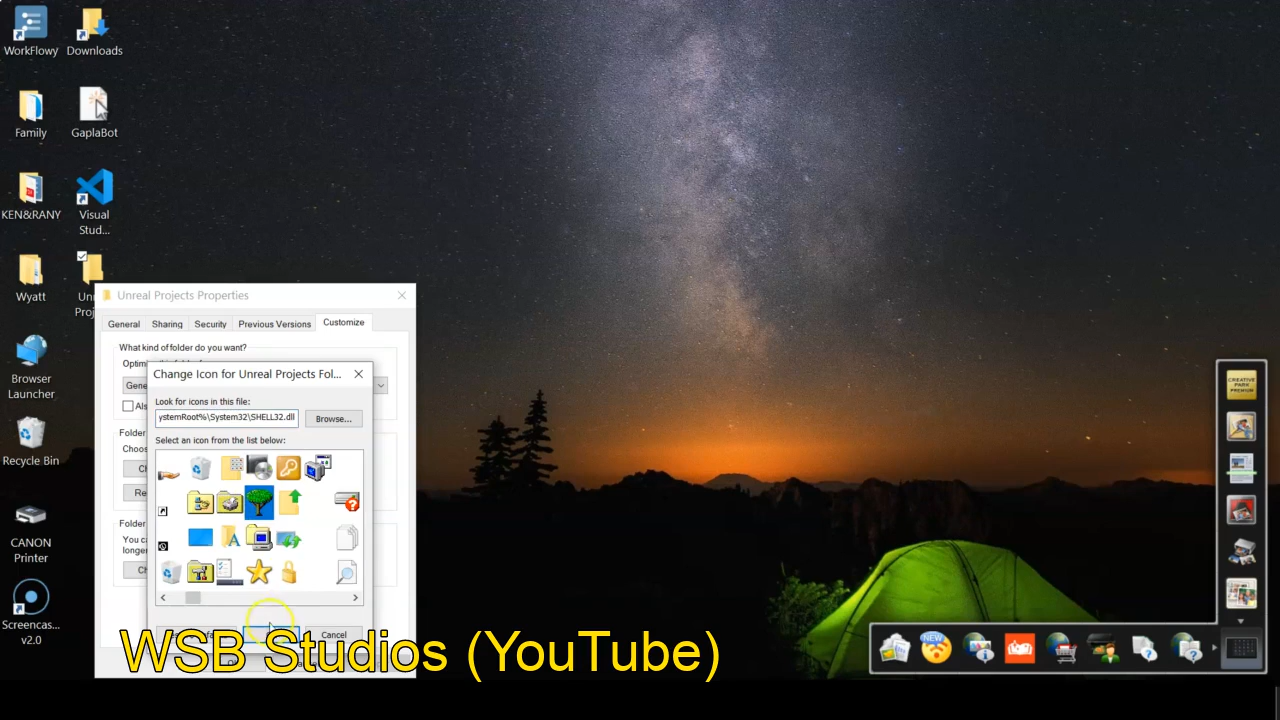 WorkFlowy
Downloads
Family
GaplaBot
KEN&RANY
Visual
Stud...
Wyatt
Browser
Launcher
Recycle Bin
CANON
Printer
Screencas...
v2.0
Unreal Projects Properties
General
Sharing
Security
Previous Versions
Customize
What kind of folder do you want?
Change Icon for Unreal Projects Fol...
Look for icons in this file:
ystemRoot%\System32\SHELL32.dll
Browse...
Select an icon from the list below:
Cancel
WSB Studios (YouTube)
CREATIVE
PARK
PREMIUM
NEW